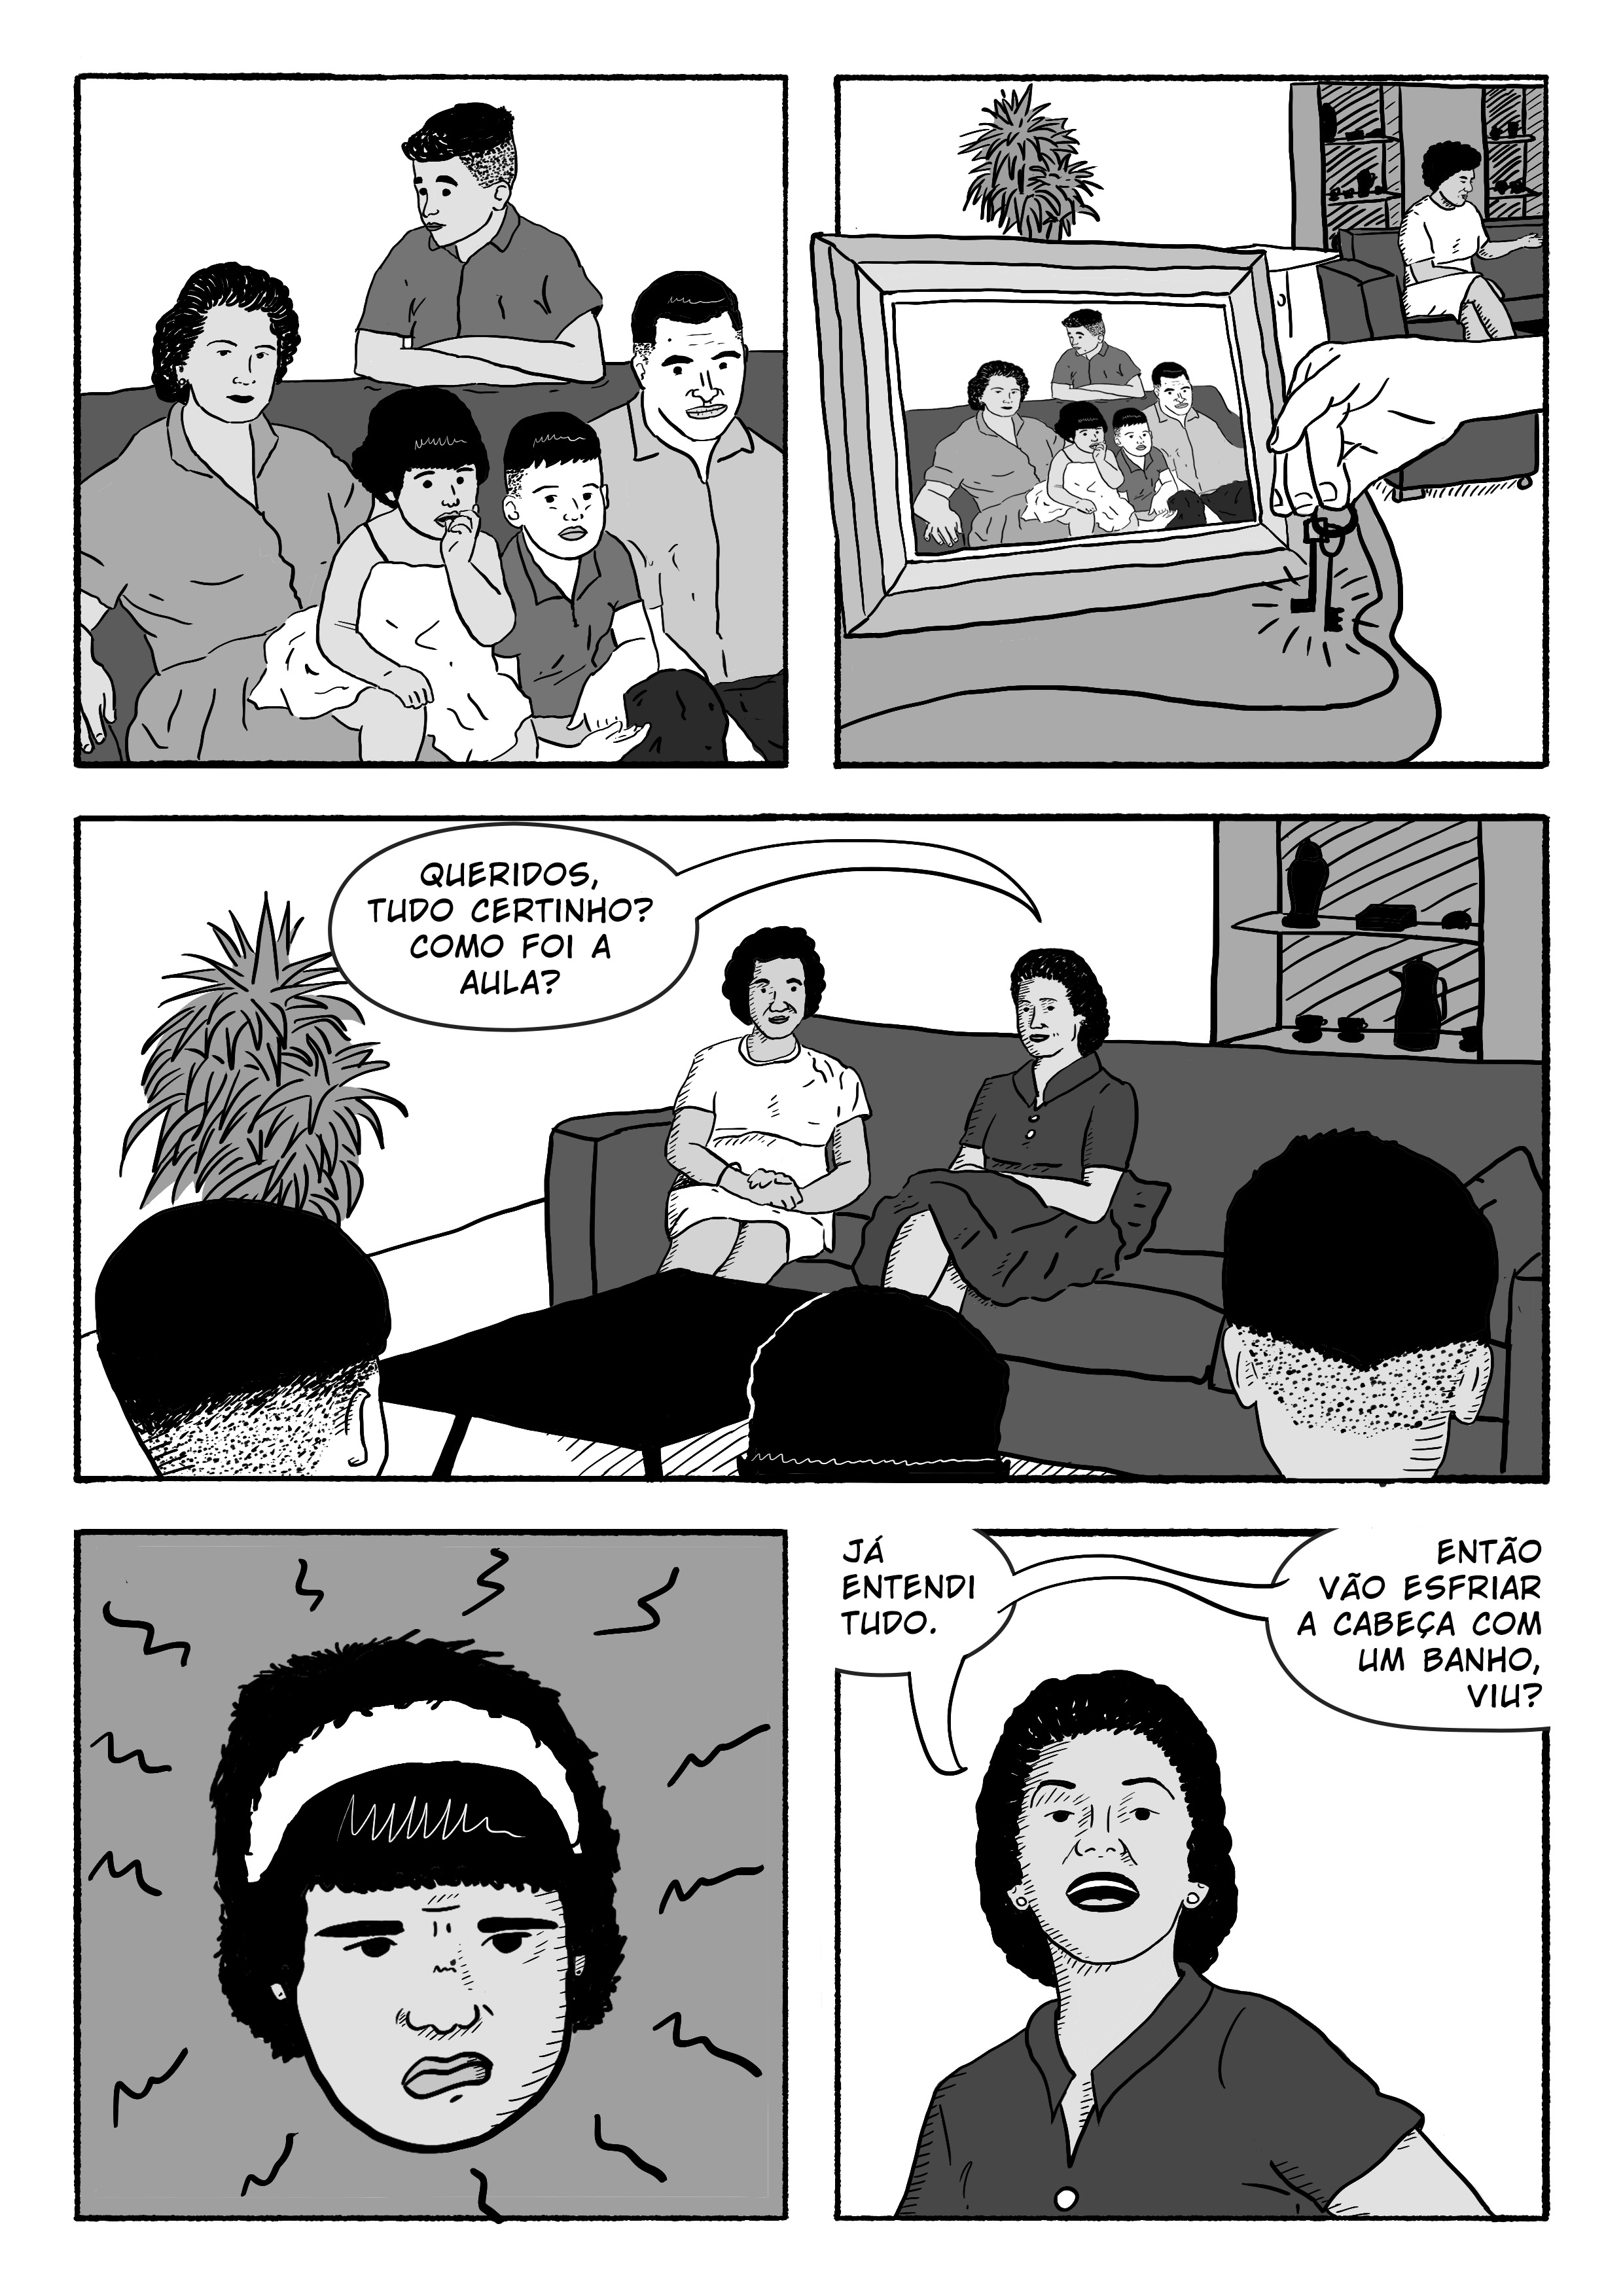 QUERIDOS,
TUDO CERTINHO?
COMO FOI A
AULA?
JÁ
ENTENDI
TUDO.
ENTÃO
VÃO ESFRIAR
A CABEÇA COM
UM BANHO,
VIU?